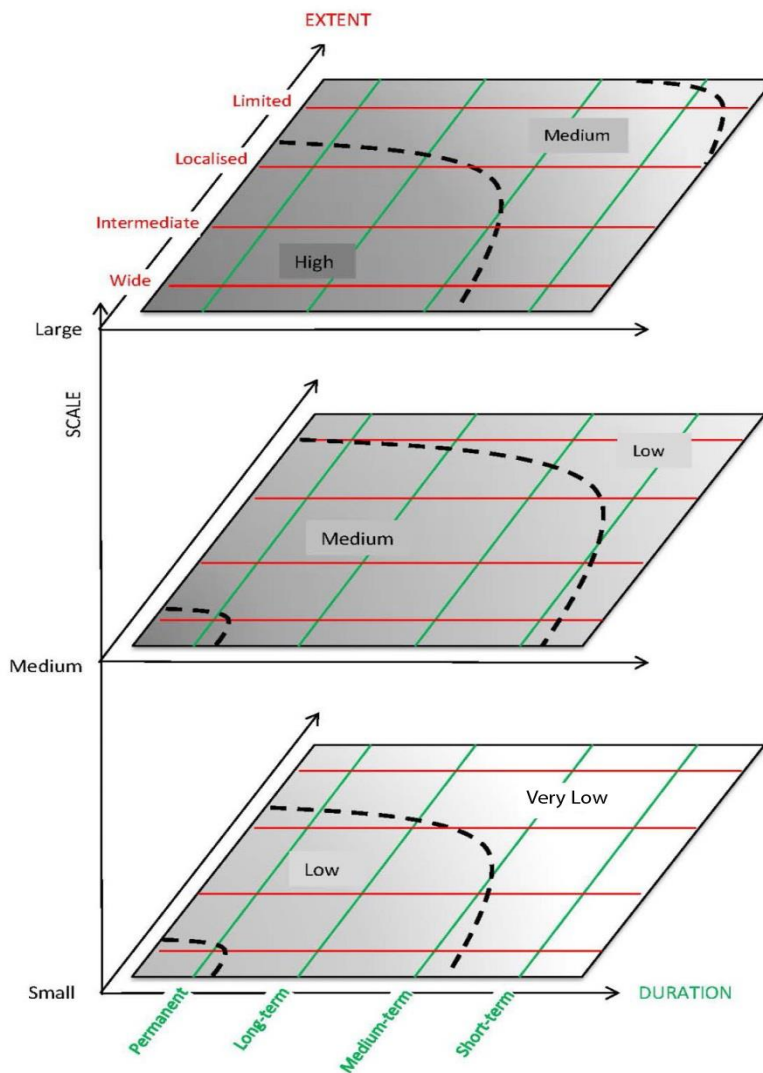 EXTENT
Limited
Medium
Localised
Intermediate
High
Wide
Large
SCALE
Low
Medium
Medium
Very Low
Low
Small
Permanent
Long-term
Medium-term
Short-term
DURATION